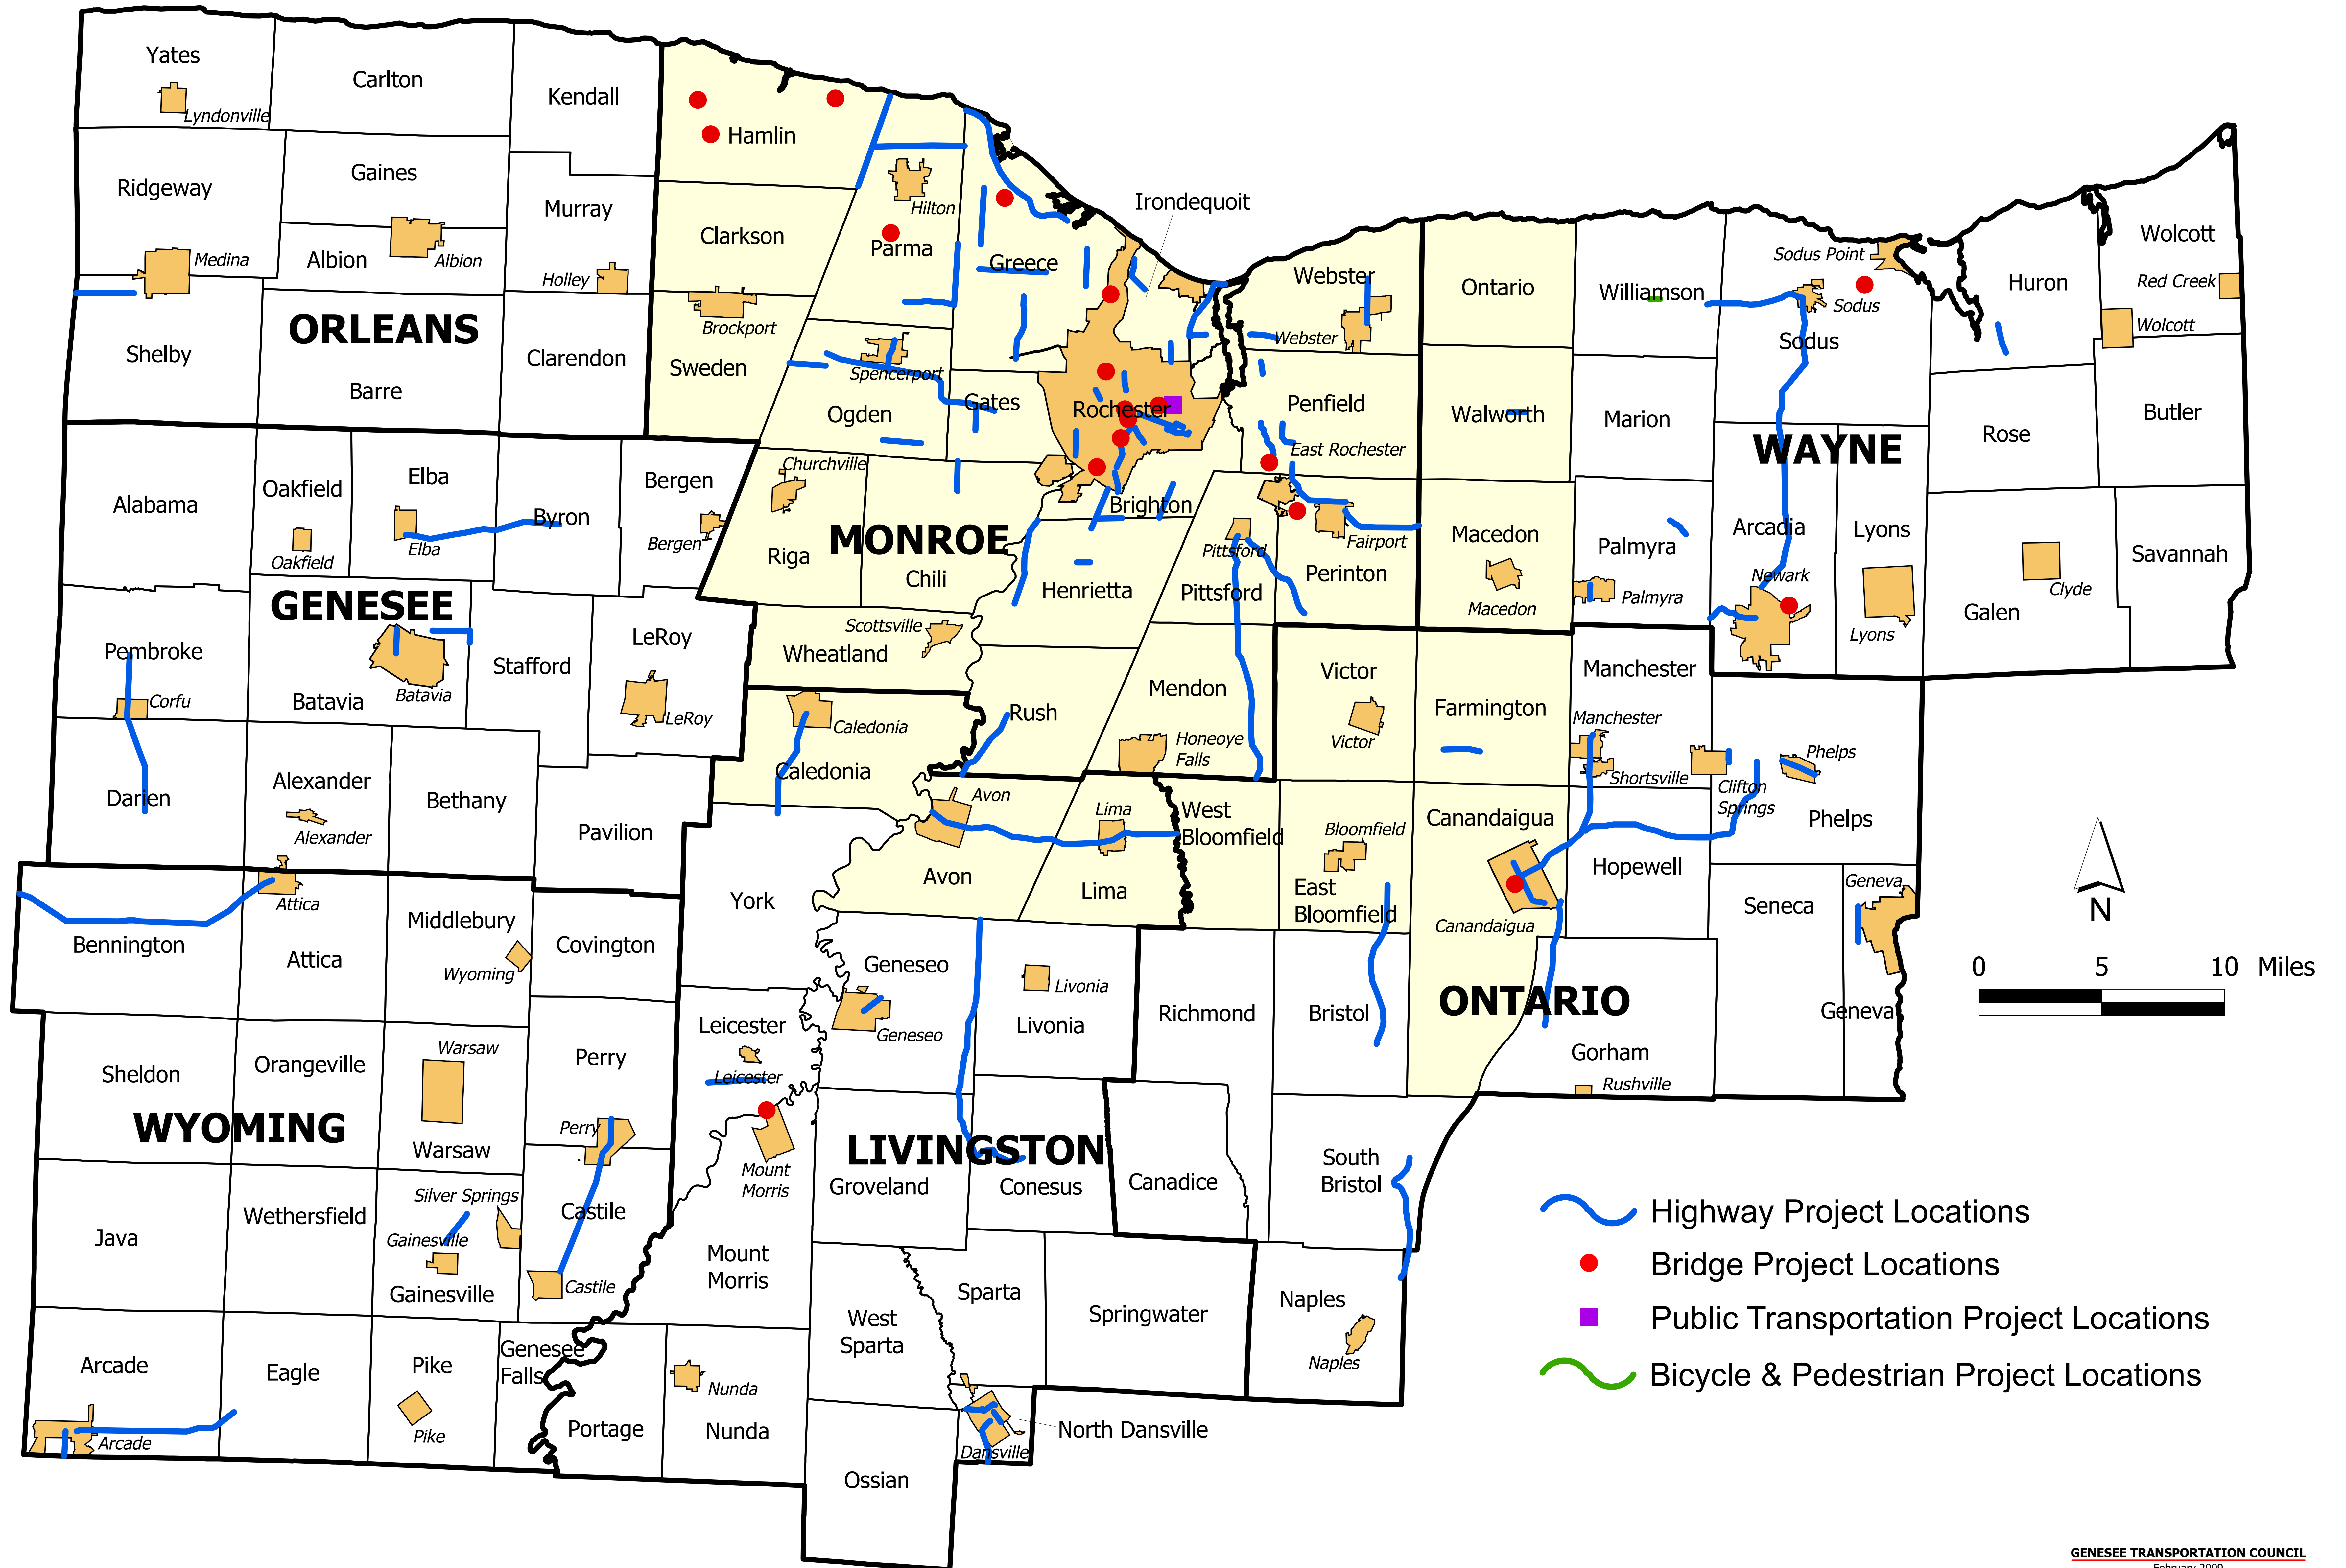 Yates
Lyndonville
Carlton
Kendall
Hamlin
Ridgeway
Medina
Gaines
Albion
Albion
Murray
Holley
Clarkson
Hilton
Parma
Greece
Irondequoit
Webster
Webster
Ontario
Williamson
Sodus Point
Sodus
Sodus
Huron
Wolcott
Red Creek
Wolcott
ORLEANS
Shelby
Barre
Clarendon
Brockport
Sweden
Spencerport
Ogden
Gates
Rochester
Penfield
East Rochester
Walworth
Marion
WAYNE
Rose
Butler
Alabama
Oakfield
Oakfield
Elba
Elba
Byron
Bergen
Bergen
Churchville
Riga
MONROE
Chili
Brighton
Henrietta
Pittsford
Pittsford
Fairport
Perinton
Macedon
Macedon
Palmyra
Palmyra
Arcadia
Newark
Lyons
Lyons
Galen
Clyde
Savannah
GENESEE
Pembroke
Corfu
Batavia
Batavia
Stafford
LeRoy
LeRoy
Scottsville
Wheatland
Mendon
Rush
Honeoye
Falls
Victor
Victor
Farmington
Manchester
Manchester
Shortsville
Clifton
Springs
Phelps
Phelps
Darien
Alexander
Alexander
Bethany
Pavilion
Caledonia
Caledonia
Avon
Avon
Lima
Lima
West
Bloomfield
Bloomfield
East
Bloomfield
Canandaigua
Canandaigua
Hopewell
Seneca
Geneva
Geneva
N
0 5 10 Miles
Bennington
Attica
Attica
Middlebury
Wyoming
Covington
York
Geneseo
Geneseo
Livonia
Livonia
Richmond
Bristol
ONTARIO
Gorham
Rushville
Sheldon
Orangeville
Warsaw
Warsaw
Perry
Perry
Leicester
Leicester
WYOMING
Mount
Morris
LIVINGSTON
Groveland
Conesus
Canadice
South
Bristol
Java
Wethersfield
Silver Springs
Gainesville
Gainesville
Castile
Castile
Mount
Morris
West
Sparta
Sparta
Springwater
Naples
Naples
Arcade
Arcade
Eagle
Pike
Pike
Genesee
Falls
Portage
Nunda
Nunda
Ossian
North Dansville
Dansville
Highway Project Locations
Bridge Project Locations
Public Transportation Project Locations
Bicycle & Pedestrian Project Locations
GENESEE TRANSPORTATION COUNCIL